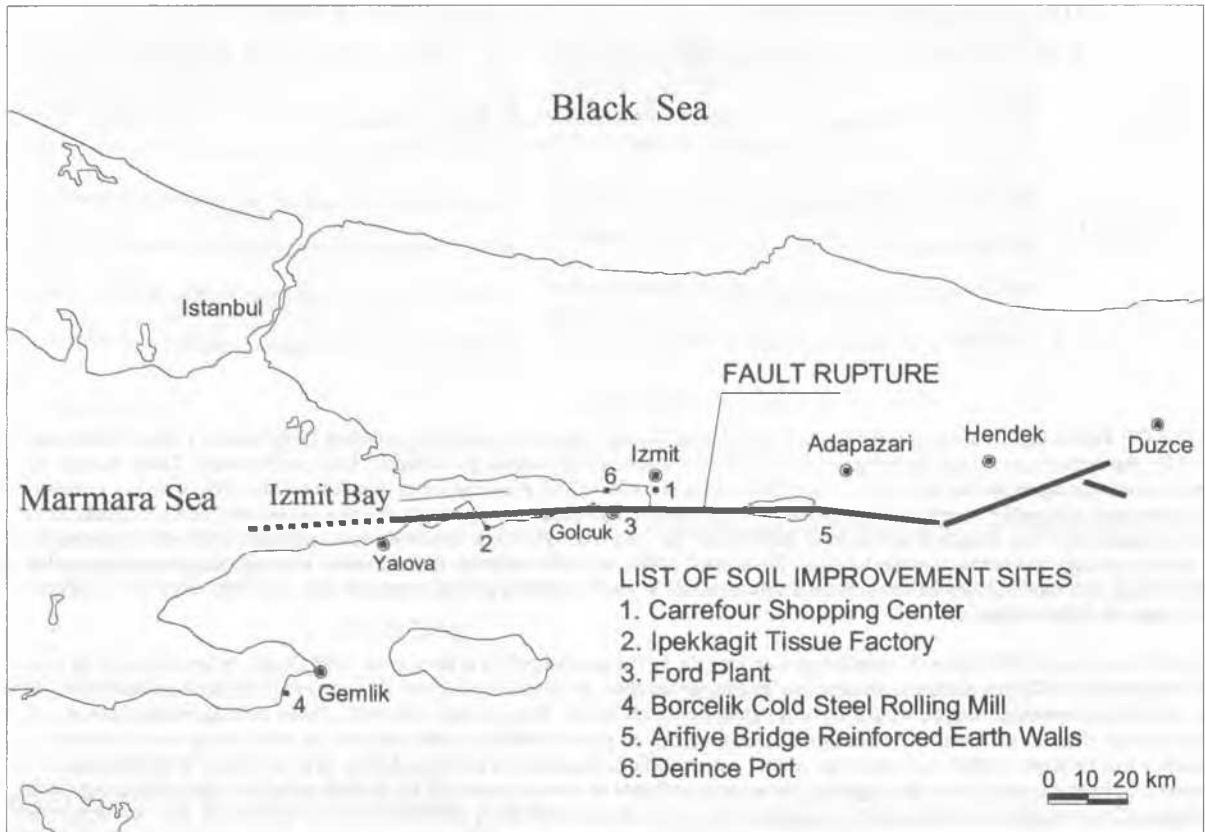 Black Sea
Istanbul
FAULT RUPTURE
Izmit
Adapazari
Hendek
Duzce
6
Marmara Sea
Izmit Bay
2
Golcuk
3
5
Yalova
LIST OF SOIL IMPROVEMENT SITES
1. Carrefour Shopping Center
2. Ipekkagit Tissue Factory
3. Ford Plant
4. Borcelik Cold Steel Rolling Mill
5. Arifiye Bridge Reinforced Earth Walls
6. Derince Port
4
Gemlik
0 10 20 km